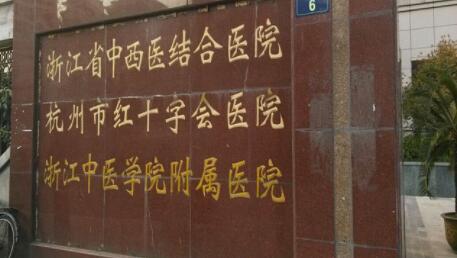 6
浙江省中西医结合医院
杭州市红十字会医院
浙江中医学院附属医院